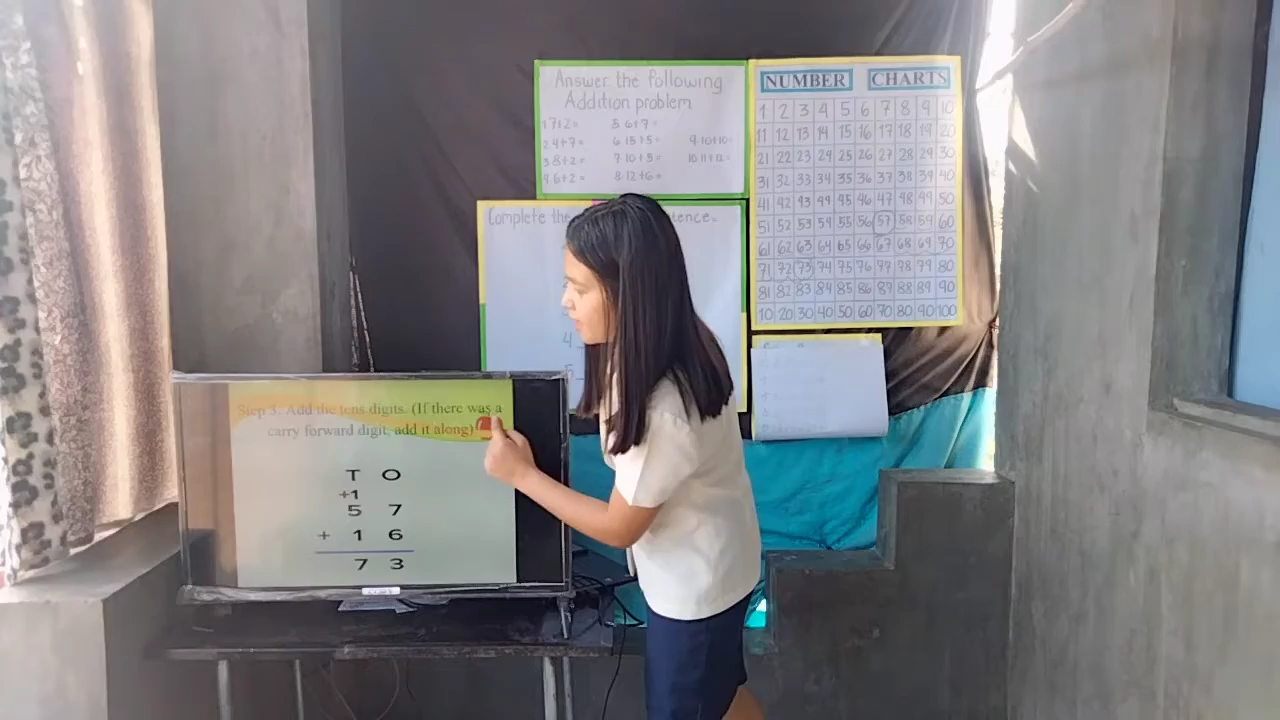 Answer the following
Addition problem
1 7+2=
2 4+7=
3 8+2=
4 6+2=
5 6+7=
6 15+5=
7 10+5=
8 12+6=
9 10+10=
10 11+12=
NUMBER CHARTS
1 2 3 4 5 6 7 8 9 10
11 12 13 14 15 16 17 18 19 20
21 22 23 24 25 26 27 28 29 30
31 32 33 34 35 36 37 38 39 40
41 42 43 44 45 46 47 48 49 50
51 52 53 54 55 56 57 58 59 60
61 62 63 64 65 66 67 68 69 70
71 72 73 74 75 76 77 78 79 80
81 82 83 84 85 86 87 88 89 90
10 20 30 40 50 60 70 80 90 100
Complete the
4
5
Step 3. Add the tens digits. (If there was a
carry forward digit, add it along)
T O
+1
5 7
+ 1 6
7 3